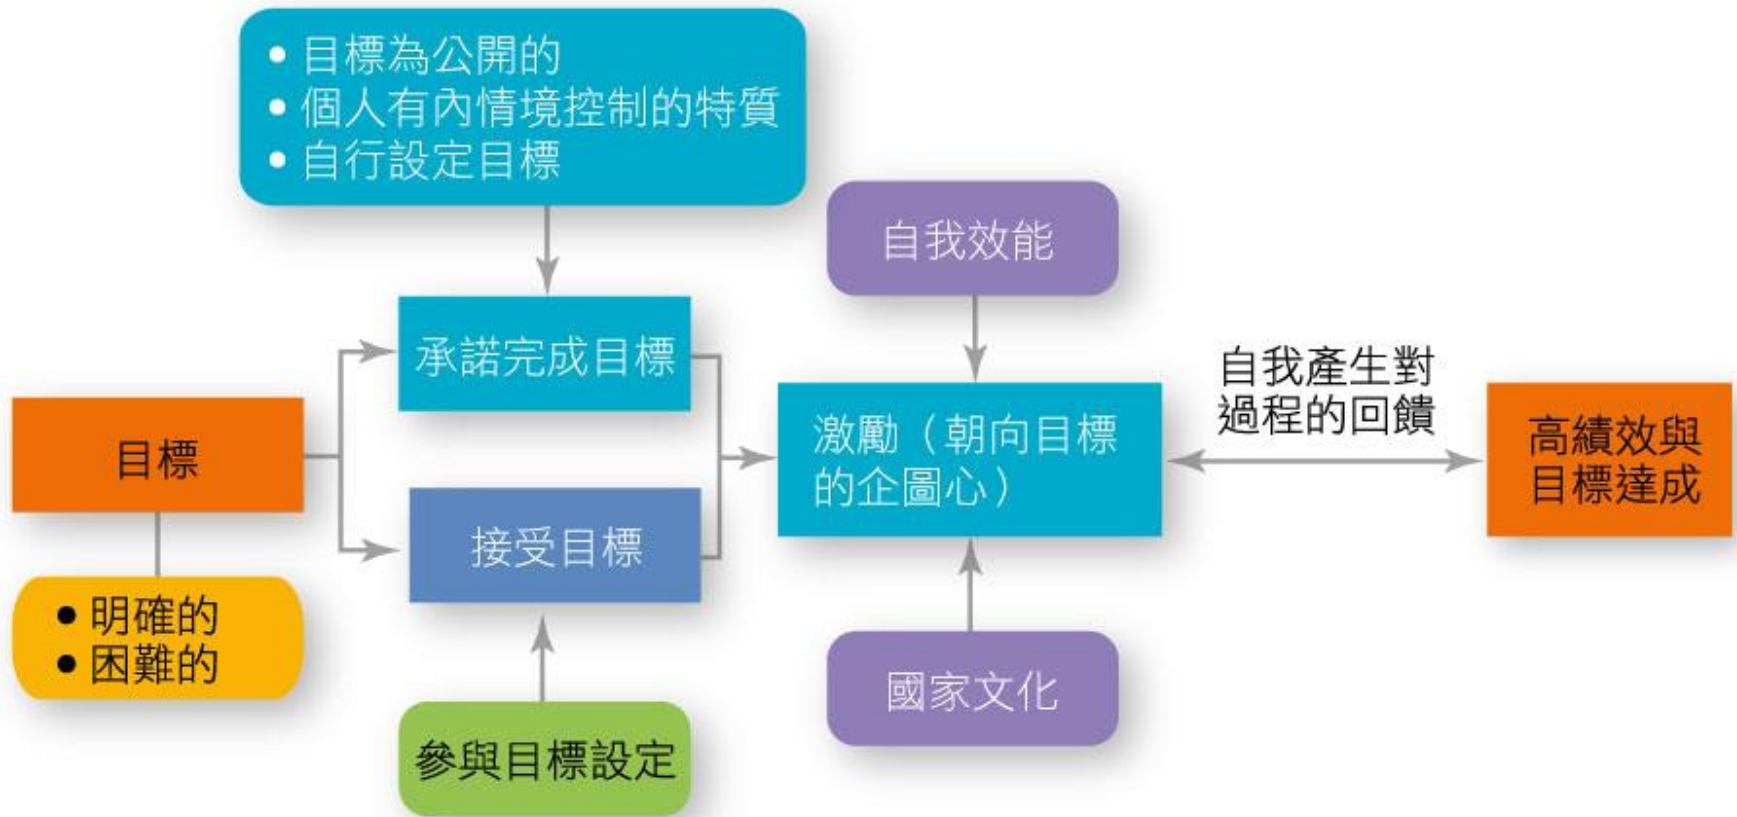 • 目標為公開的
• 個人有內情境控制的特質
• 自行設定目標
自我效能
承諾完成目標
自我產生對
過程的回饋
目標
激勵（朝向目標
的企圖心）
高績效與
目標達成
接受目標
• 明確的
• 困難的
國家文化
參與目標設定